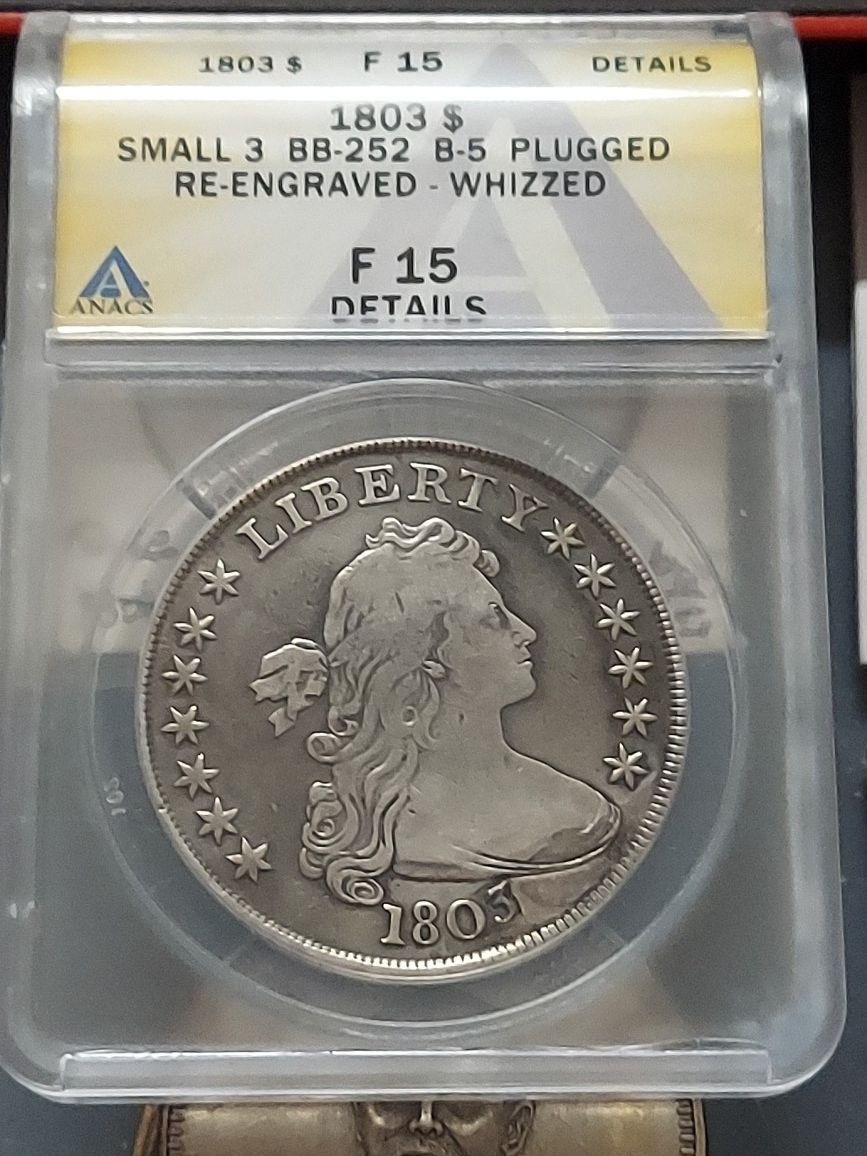 1803 $ F 15 DETAILS
1803 $
SMALL 3 BB-252 B-5 PLUGGED
RE-ENGRAVED - WHIZZED
F 15
DETAILS
ANACS
LIBERTY
1803